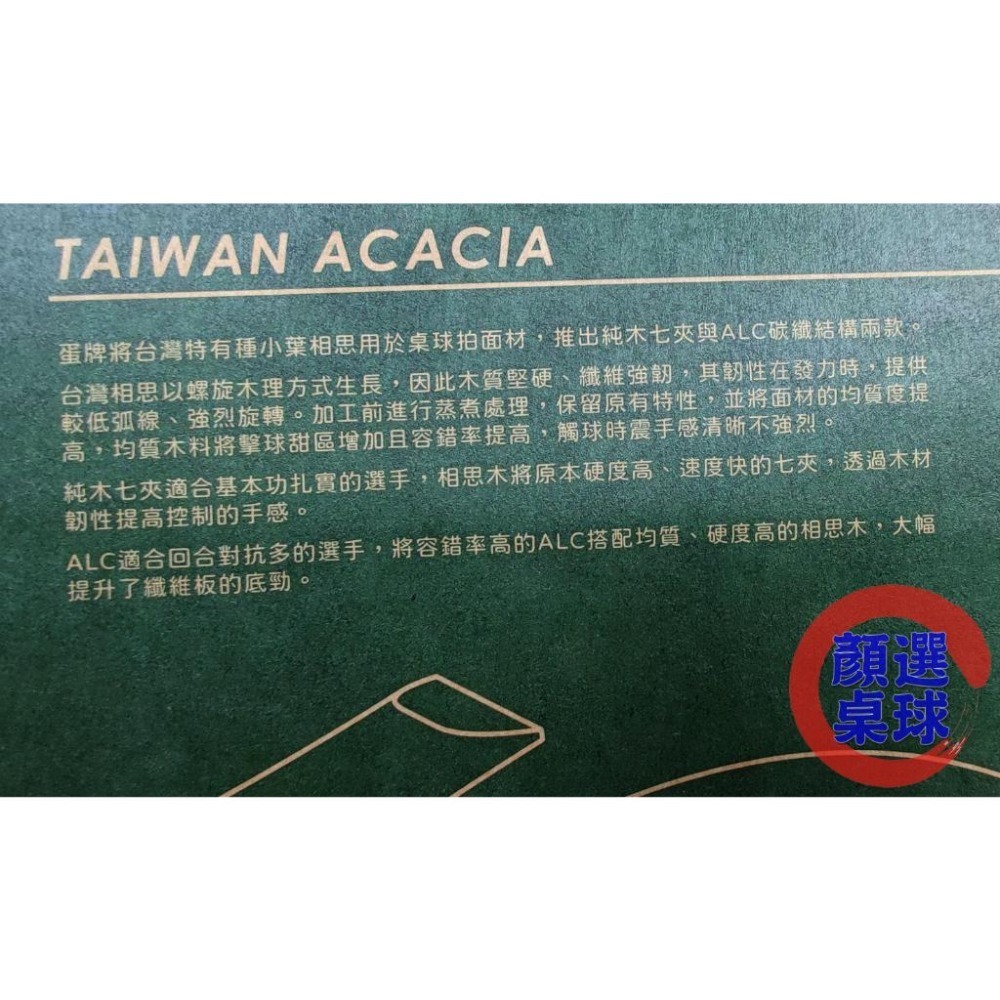 TAIWAN ACACIA
蛋牌將台灣特有種小葉相思用於桌球拍面材，推出純木七夾與ALC碳纖結構兩款。
台灣相思以螺旋木理方式生長，因此木質堅硬、纖維強韌，其韌性在發力時，提供
較低弧線、強烈旋轉。加工前進行蒸煮處理，保留原有特性，並將面材的均質度提
高，均質木料將擊球甜區增加且容錯率提高，觸球時震手感清晰不強烈。
純木七夾適合基本功扎實的選手，相思木將原本硬度高、速度快的七夾，透過木材
韌性提高控制的手感。
ALC適合回合對抗多的選手，將容錯率高的ALC搭配均質、硬度高的相思木，大幅
提升了纖維板的底勁。
顏選
桌球